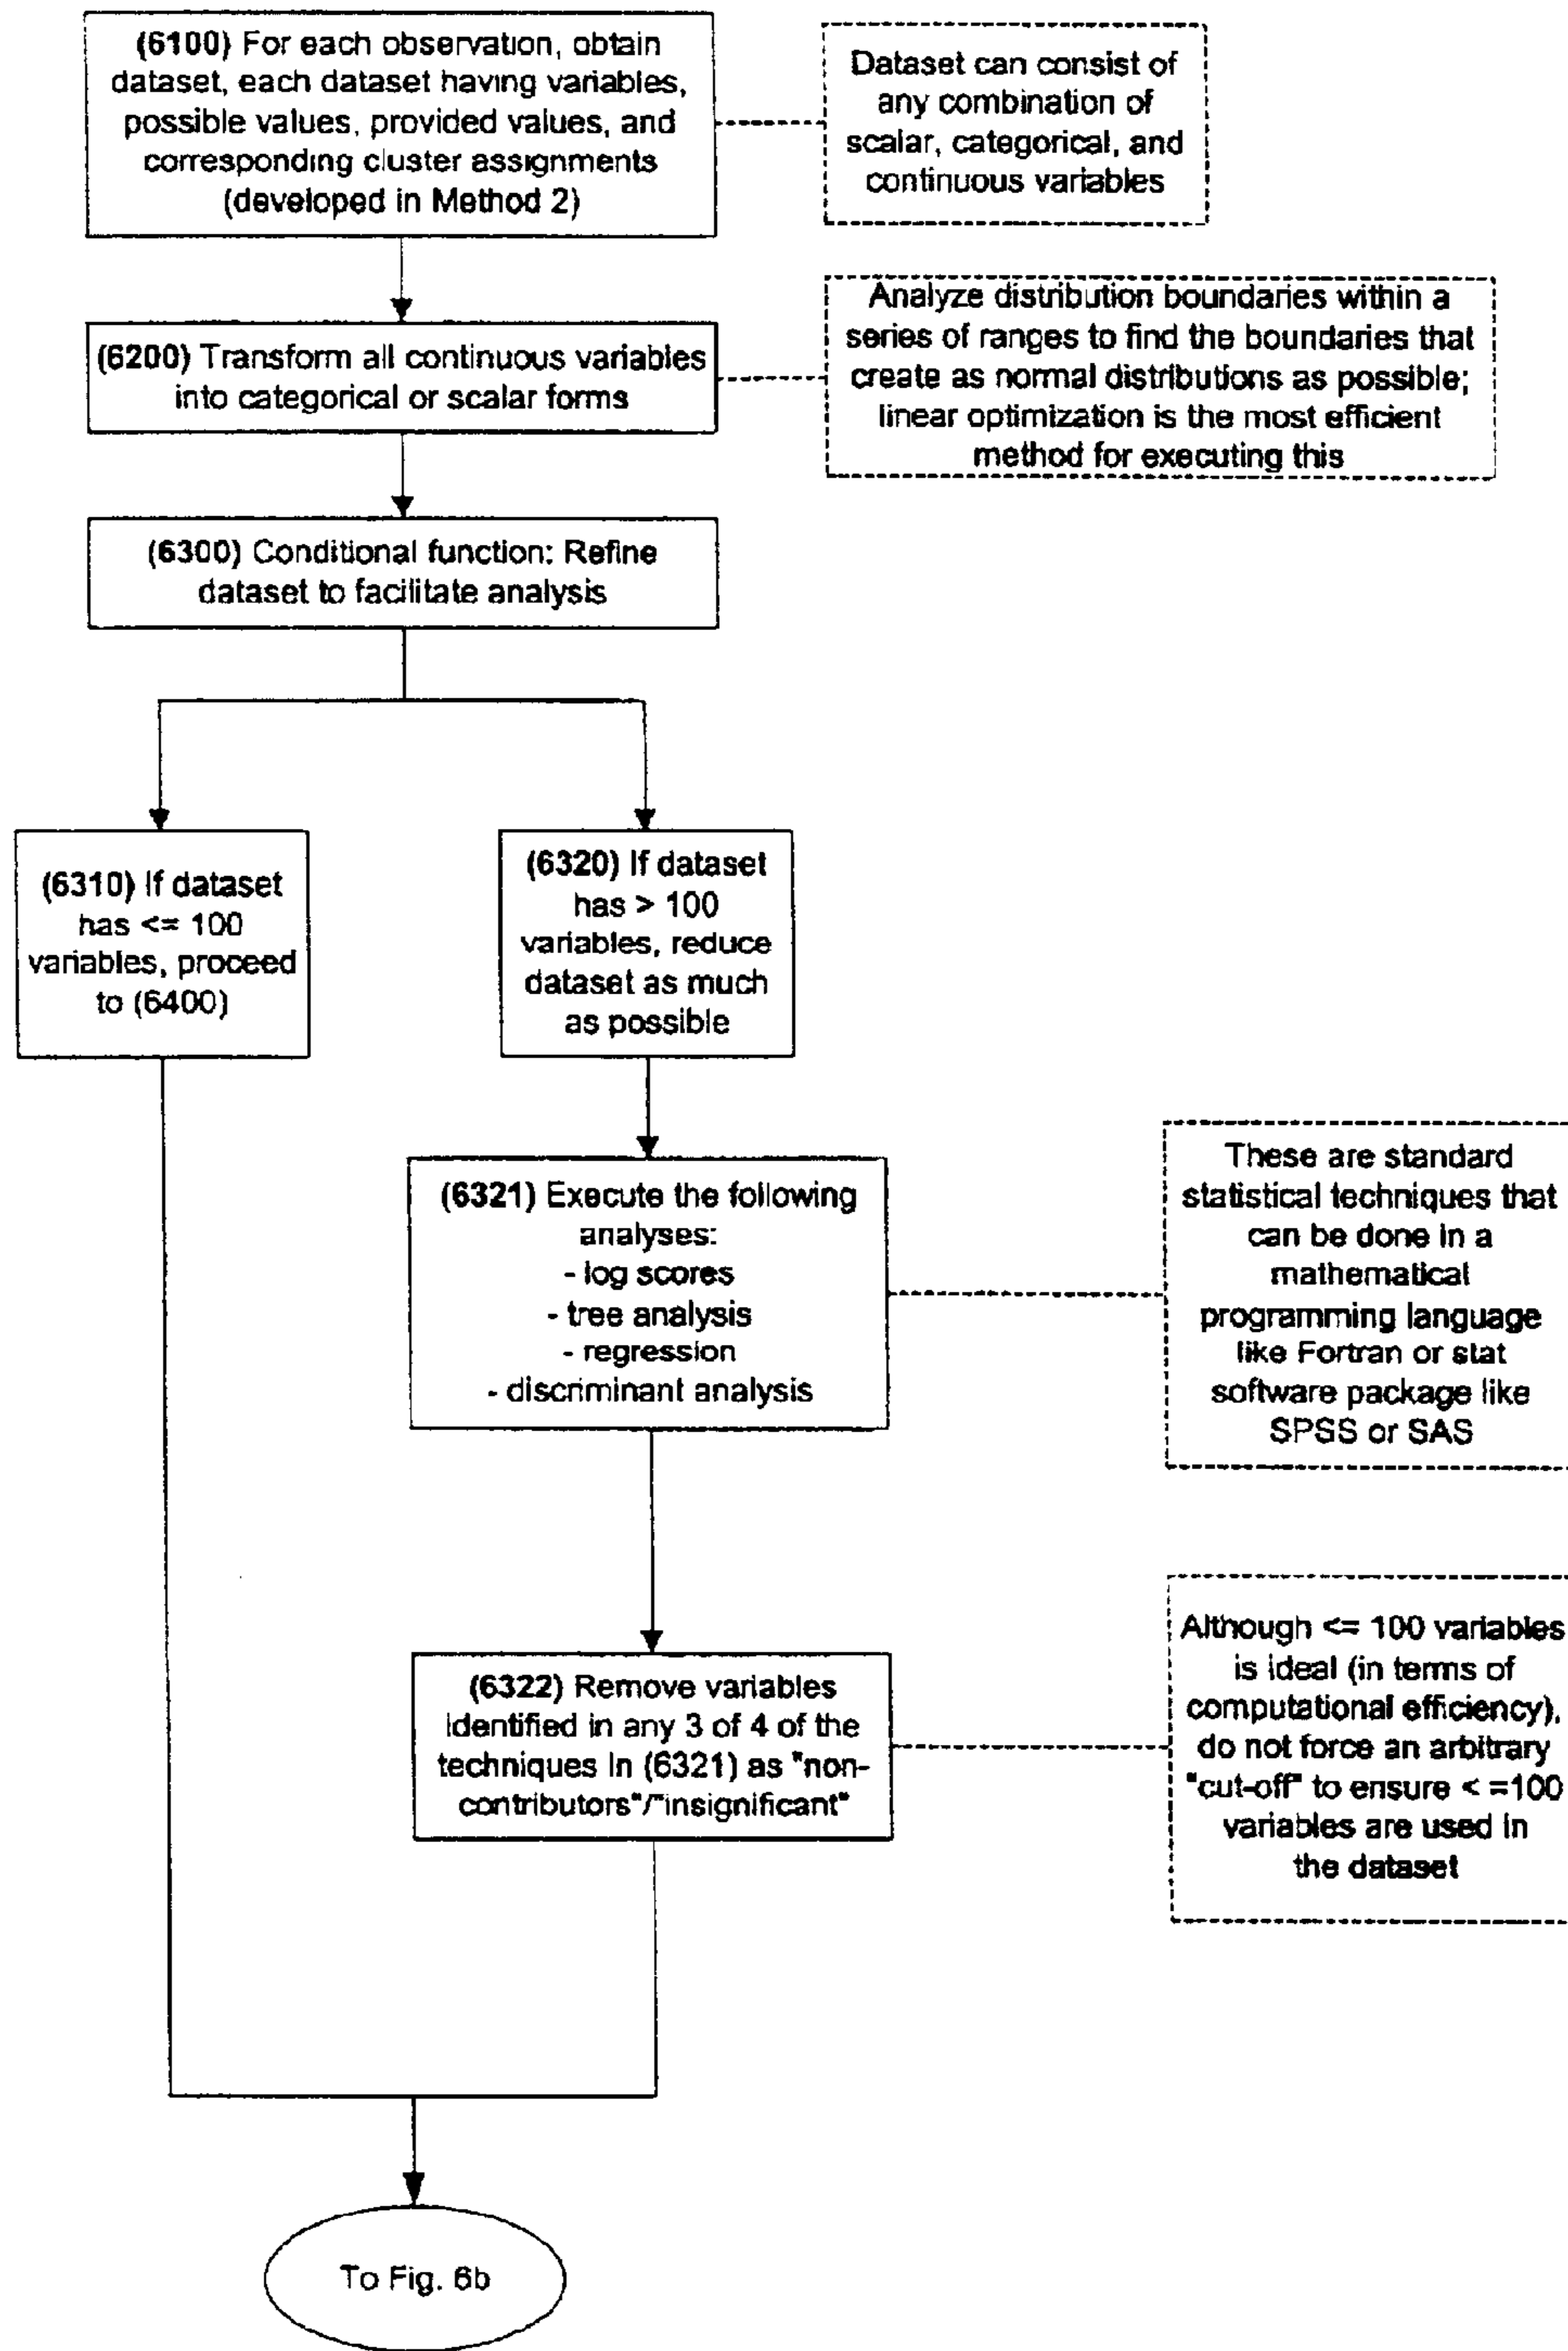 (6100) For each observation, obtain
dataset, each dataset having variables,
possible values, provided values, and
corresponding cluster assignments
(developed in Method 2)
Dataset can consist of
any combination of
scalar, categorical, and
continuous variables
(6200) Transform all continuous variables
into categorical or scalar forms
Analyze distribution boundaries within a
series of ranges to find the boundaries that
create as normal distributions as possible;
linear optimization is the most efficient
method for executing this
(6300) Conditional function: Refine
dataset to facilitate analysis
(6310) If dataset
has <= 100
variables, proceed
to (6400)
(6320) If dataset
has > 100
variables, reduce
dataset as much
as possible
(6321) Execute the following
analyses:
- log scores
- tree analysis
- regression
- discriminant analysis
These are standard
statistical techniques that
can be done in a
mathematical
programming language
like Fortran or stat
software package like
SPSS or SAS
(6322) Remove variables
identified in any 3 of 4 of the
techniques in (6321) as "non-
contributors"/"insignificant"
Although <= 100 variables
is ideal (in terms of
computational efficiency),
do not force an arbitrary
"cut-off" to ensure < =100
variables are used in
the dataset
To Fig. 6b